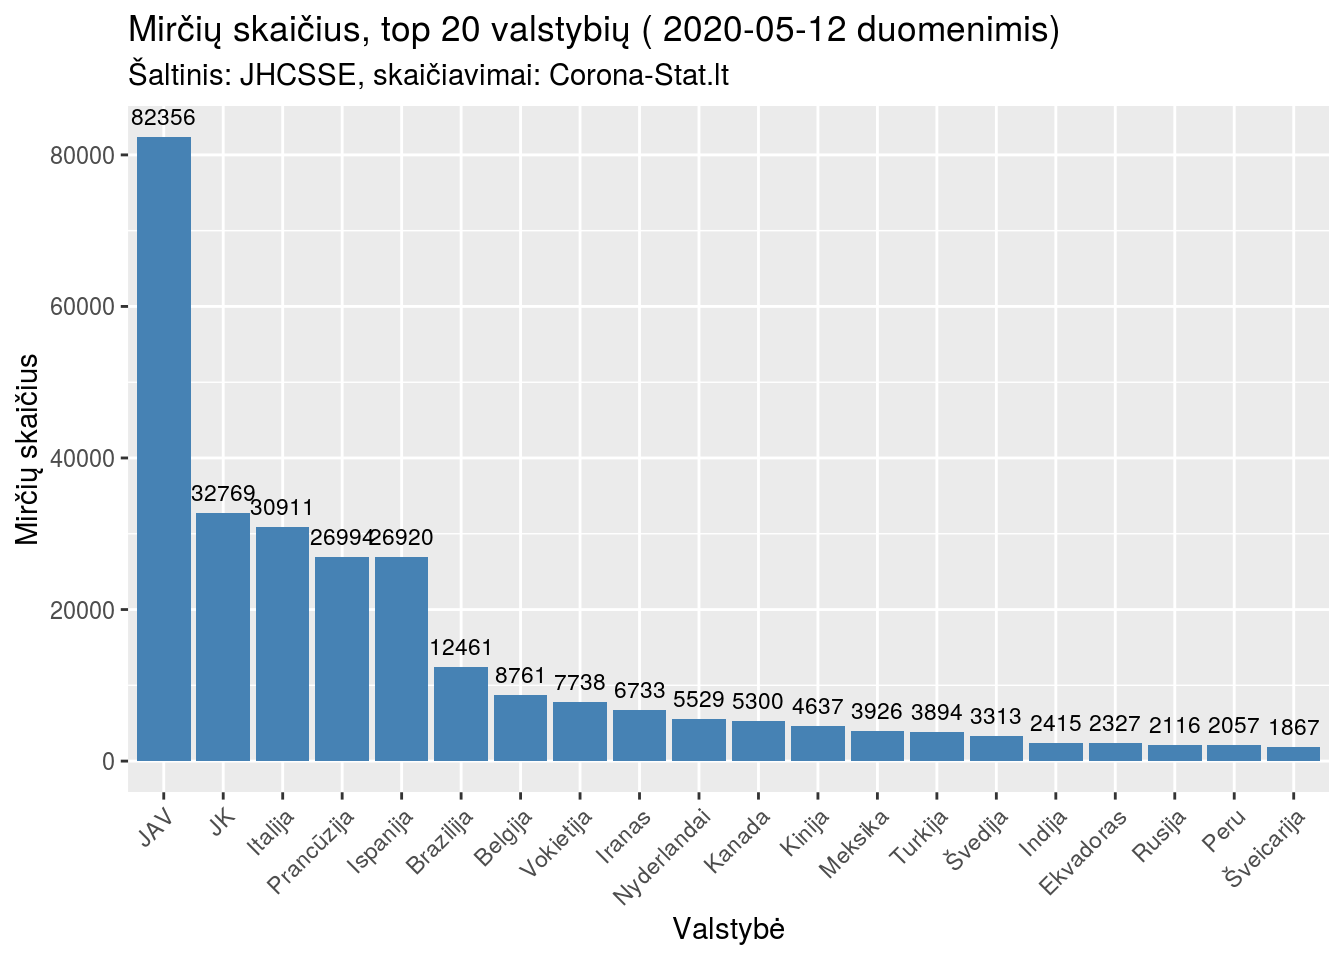 Mirčių skaičius, top 20 valstybių ( 2020-05-12 duomenimis)
Šaltinis: JHCSSE, skaičiavimai: Corona-Stat.lt
Mirčių skaičius
80000
60000
40000
20000
0
82356
32769
30911
26994
26920
12461
8761
7738
6733
5529
5300
4637
3926
3894
3313
2415
2327
2116
2057
1867
JAV
JK
Italija
Prancūzija
Ispanija
Brazilija
Belgija
Vokietija
Iranas
Nyderlandai
Kanada
Kinija
Meksika
Turkija
Švedija
Indija
Ekvadoras
Rusija
Peru
Šveicarija
Valstybė